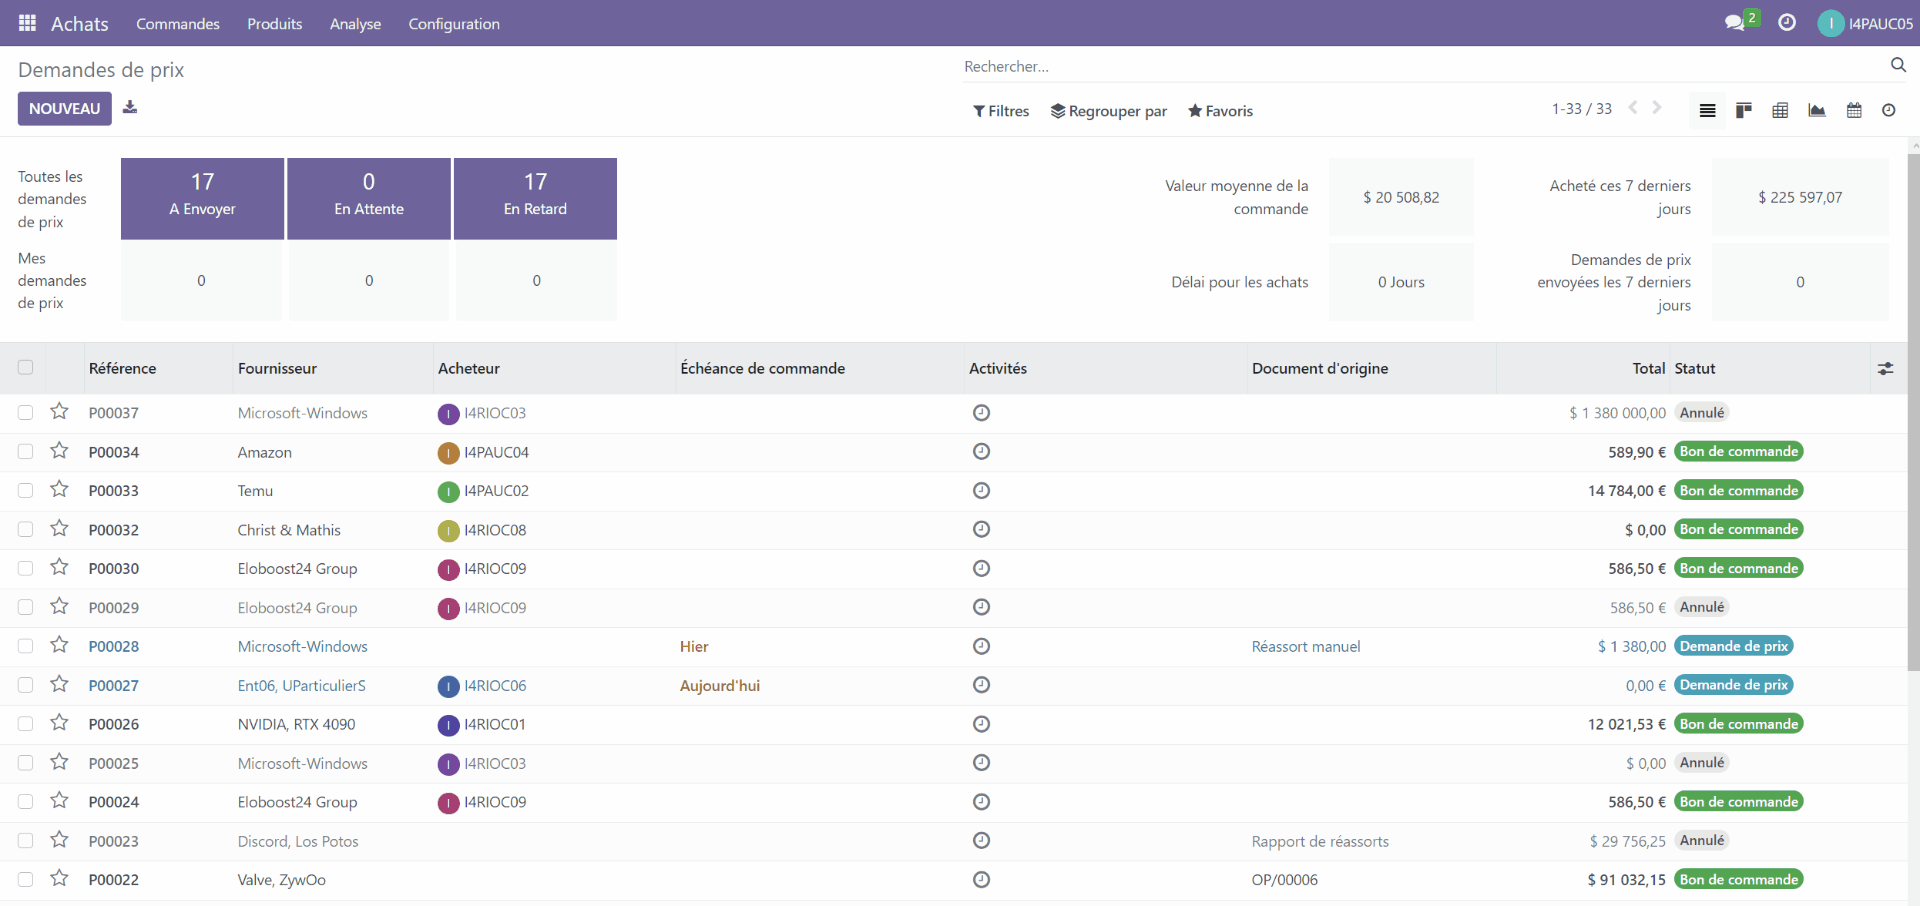 Achats Commandes Produits Analyse Configuration 2 I I4PAUC05
Demandes de prix
Rechercher...
NOUVEAU
Filtres Regrouper par Favoris 1-33 / 33
Toutes les
demandes
de prix
17 0 17
A Envoyer En Attente En Retard
Mes
demandes
de prix
0 0 0
Valeur moyenne de la
commande
$ 20 508,82
Acheté ces 7 derniers
jours
$ 225 597,07
Délai pour les achats
0 Jours
Demandes de prix
envoyées les 7 derniers
jours
0
Référence Fournisseur Acheteur Échéance de commande Activités Document d'origine Total Statut
P00037 Microsoft-Windows I I4RIOC03 $ 1 380 000,00 Annulé
P00034 Amazon I I4PAUC04 589,90 € Bon de commande
P00033 Temu I I4PAUC02 14 784,00 € Bon de commande
P00032 Christ & Mathis I I4RIOC08 $ 0,00 Bon de commande
P00030 Eloboost24 Group I I4RIOC09 586,50 € Bon de commande
P00029 Eloboost24 Group I I4RIOC09 586,50 € Annulé
P00028 Microsoft-Windows Hier Réassort manuel $ 1 380,00 Demande de prix
P00027 Ent06, UParticulierS I I4RIOC06 Aujourd'hui 0,00 € Demande de prix
P00026 NVIDIA, RTX 4090 I I4RIOC01 12 021,53 € Bon de commande
P00025 Microsoft-Windows I I4RIOC03 $ 0,00 Annulé
P00024 Eloboost24 Group I I4RIOC09 586,50 € Bon de commande
P00023 Discord, Los Potos Rapport de réassorts $ 29 756,25 Annulé
P00022 Valve, ZywOo OP/00006 $ 91 032,15 Bon de commande